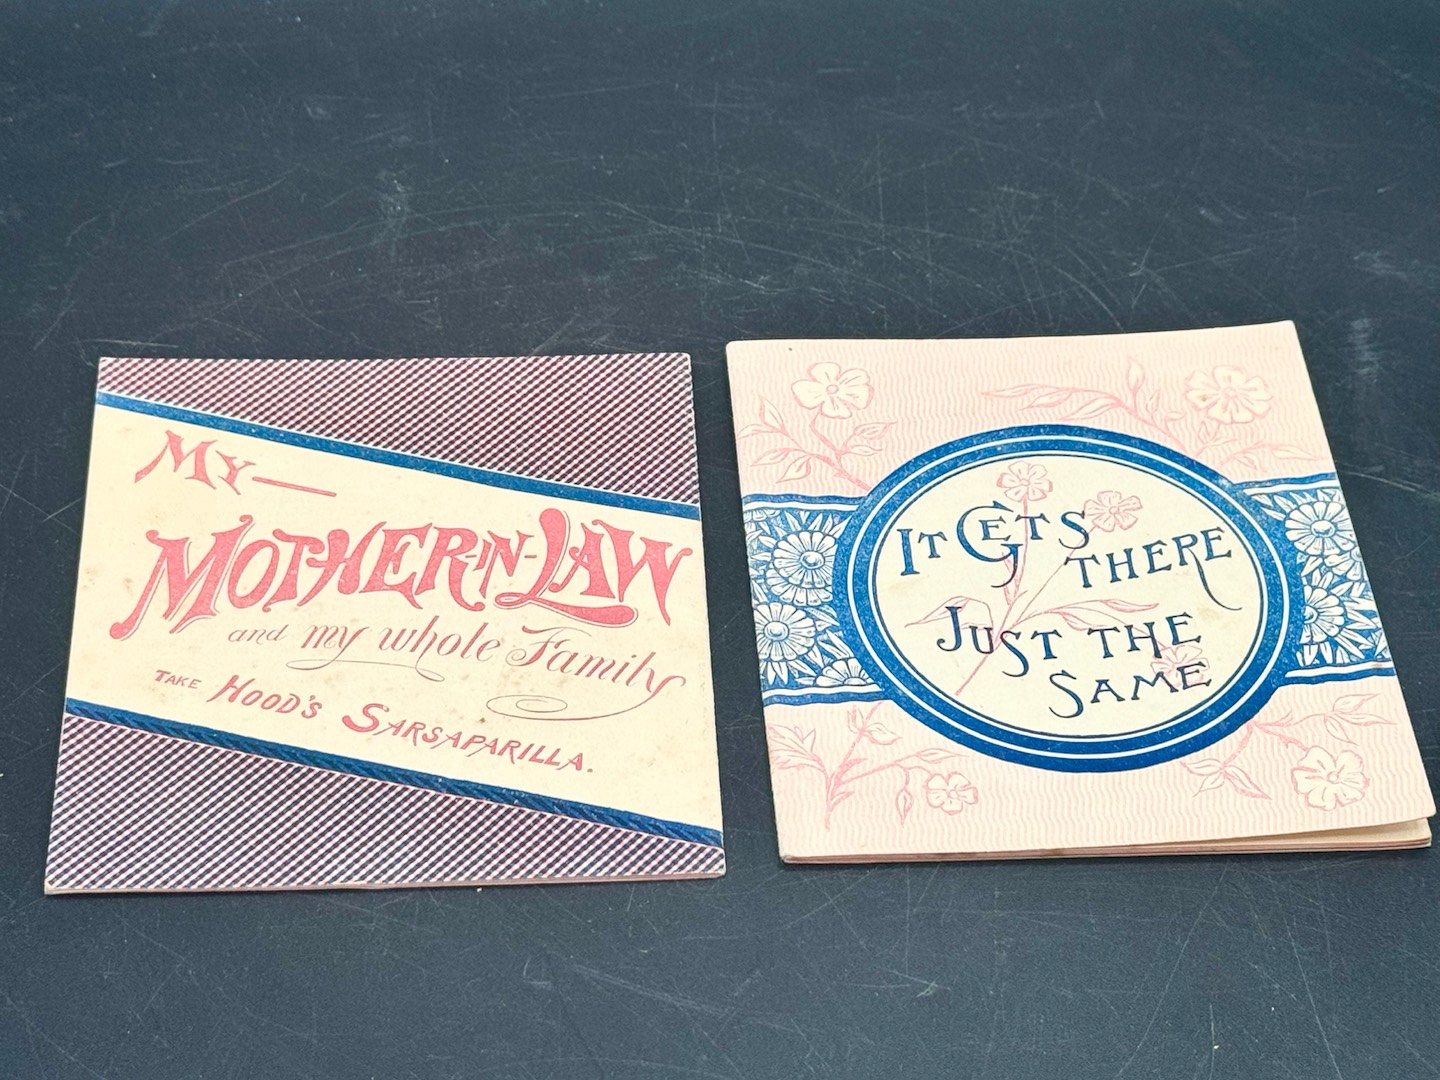 MY—
MOTHER-IN-LAW
and my whole Family
TAKE HOOD'S SARSAPARILLA.
IT GETS THERE
JUST THE
SAME